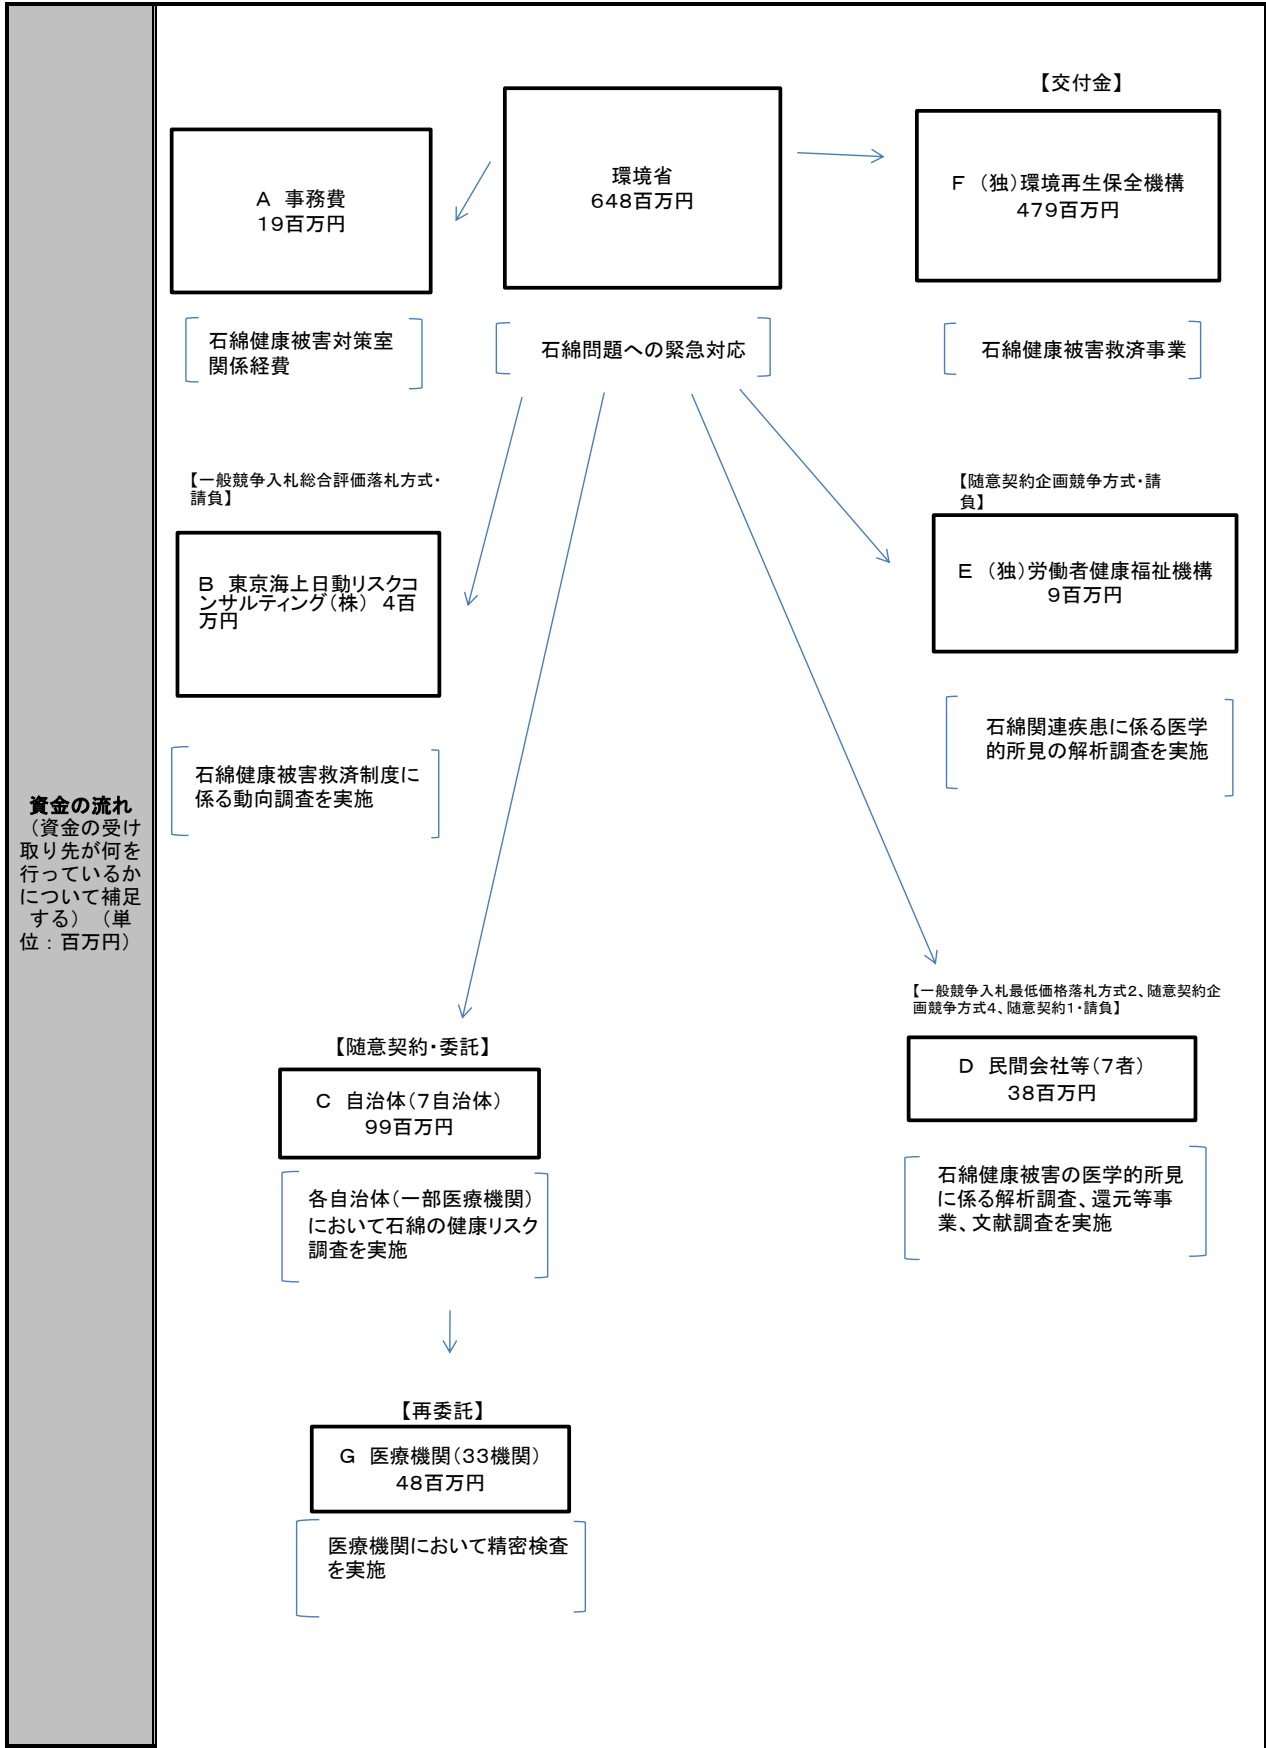 資金の流れ
（資金の受け
取り先が何を
行っているか
について補足
する）（単
位：百万円）
環境省
648百万円
石綿問題への緊急対応
A 事務費
19百万円
石綿健康被害対策室
関係経費
【交付金】
F （独）環境再生保全機構
479百万円
石綿健康被害救済事業
【一般競争入札総合評価落札方式・
請負】
B 東京海上日動リスクコ
ンサルティング（株） 4百
万円
石綿健康被害救済制度に
係る動向調査を実施
【随意契約企画競争方式・請
負】
E （独）労働者健康福祉機構
9百万円
石綿関連疾患に係る医学
的所見の解析調査を実施
【随意契約・委託】
C 自治体（7自治体）
99百万円
各自治体（一部医療機関）
において石綿の健康リスク
調査を実施
【一般競争入札最低価格落札方式2、随意契約企
画競争方式4、随意契約1・請負】
D 民間会社等（7者）
38百万円
石綿健康被害の医学的所見
に係る解析調査、還元等事
業、文献調査を実施
【再委託】
G 医療機関（33機関）
48百万円
医療機関において精密検査
を実施